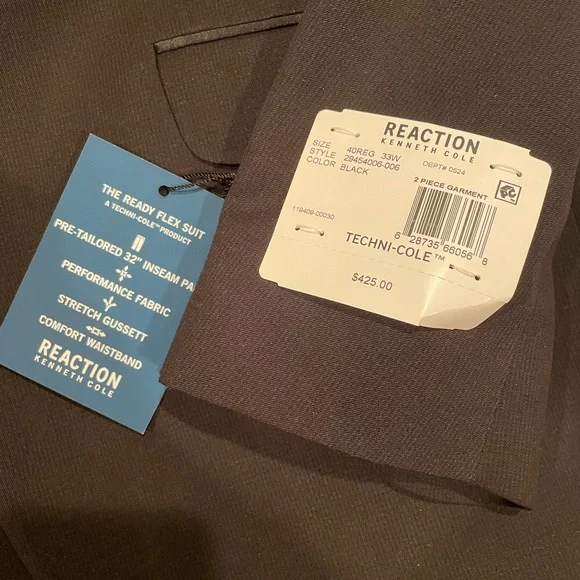 REACTION
KENNETH COLE
SIZE 40REG 33W
STYLE 29454006-006 DEPT# 0524
COLOR BLACK
2 PIECE GARMENT
119409-00030
6 28735 66056 8
TECHNI-COLE™
$425.00
THE READY FLEX SUIT
A TECHNI-COLE™ PRODUCT
PRE-TAILORED 32" INSEAM PA
PERFORMANCE FABRIC
STRETCH GUSSETT
COMFORT WAISTBAND
REACTION
KENNETH COLE